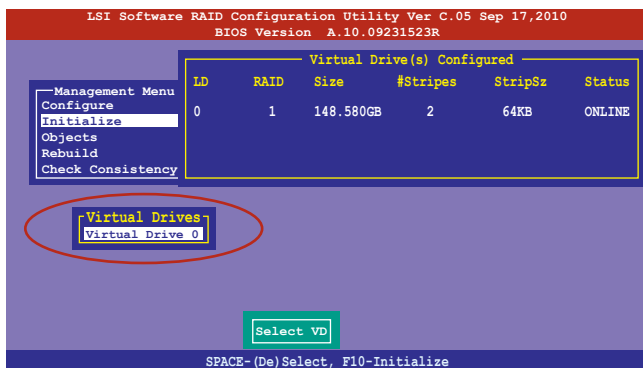 LSI Software RAID Configuration Utility Ver C.05 Sep 17,2010
BIOS Version A.10.09231523R
Virtual Drive(s) Configured
LD RAID Size #Stripes StripSz Status
0 1 148.580GB 2 64KB ONLINE
Management Menu
Configure
Initialize
Objects
Rebuild
Check Consistency
Virtual Drives
Virtual Drive 0
Select VD
SPACE-(De)Select, F10-Initialize